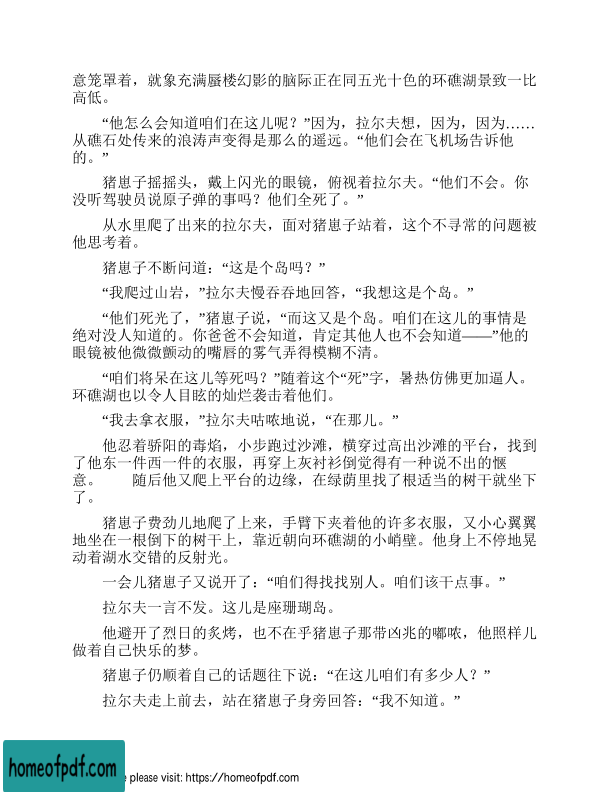 意笼罩着，就象充满蜃楼幻影的脑际正在同五光十色的环礁湖景致一比
高低。
“他怎么会知道咱们在这儿呢？”因为，拉尔夫想，因为，因为……
从礁石处传来的浪涛声变得是那么的遥远。“他们会在飞机场告诉他
的。”
猪崽子摇摇头，戴上闪光的眼镜，俯视着拉尔夫。“他们不会。你
没听驾驶员说原子弹的事吗？他们全死了。”
从水里爬了出来的拉尔夫，面对猪崽子站着，这个不寻常的问题被
他思考着。
猪崽子不断问道：“这是个岛吗？”
“我爬过山岩，”拉尔夫慢吞吞地回答，“我想这是个岛。”
“他们死光了，”猪崽子说，“而这又是个岛。咱们在这儿的事情是
绝对没人知道的。你爸爸不会知道，肯定其他人也不会知道——”他的
眼镜被他微微颤动的嘴唇的雾气弄得模糊不清。
“咱们将呆在这儿等死吗？”随着这个“死”字，暑热仿佛更加逼人。
环礁湖也以令人目眩的灿烂袭击着他们。
“我去拿衣服，”拉尔夫咕哝地说，“在那儿。”
他忍着骄阳的毒焰，小步跑过沙滩，横穿过高出沙滩的平台，找到
了他东一件西一件的衣服，再穿上灰衬衫倒觉得有一种说不出的惬
意。 随后他又爬上平台的边缘，在绿荫里找了根适当的树干就坐下
了。
猪崽子费劲儿地爬了上来，手臂下夹着他的许多衣服，又小心翼翼
地坐在一根倒下的树干上，靠近朝向环礁湖的小峭壁。他身上不停地晃
动着湖水交错的反射光。
一会儿猪崽子又说开了：“咱们得找找别人。咱们该干点事。”
拉尔夫一言不发。这儿是座珊瑚岛。
他避开了烈日的炙烤，也不在乎猪崽子那带凶兆的嘟哝，他照样儿
做着自己快乐的梦。
猪崽子仍顺着自己的话题往下说：“在这儿咱们有多少人？”
拉尔夫走上前去，站在猪崽子身旁回答：“我不知道。”
homeofpdf.com
e please visit: https://homeofpdf.com